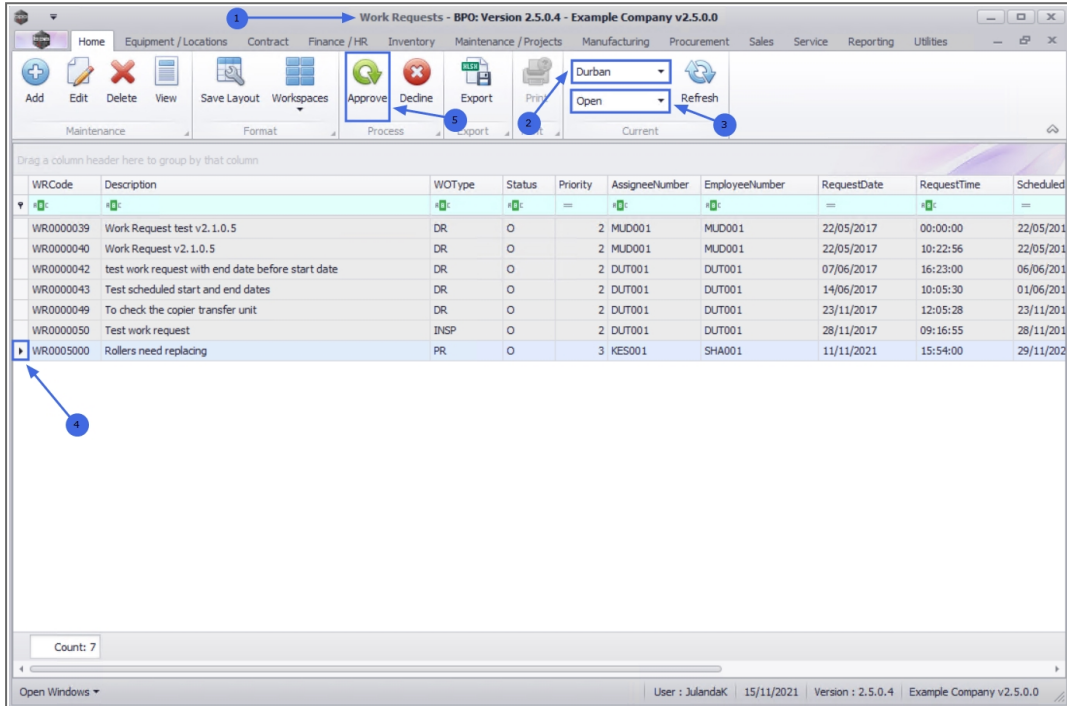 1
Work Requests - BPO: Version 2.5.0.4 - Example Company v2.5.0.0
Home Equipment / Locations Contract Finance / HR Inventory Maintenance / Projects Manufacturing Procurement Sales Service Reporting Utilities
Add Edit Delete View Save Layout Workspaces Approve Decline Export Print Durban Refresh
Open
5 2 3
Maintenance Format Process Export Current
Drag a column header here to group by that column
WRCode Description WOType Status Priority AssigneeNumber EmployeeNumber RequestDate RequestTime Scheduled
WR0000039 Work Request test v2.1.0.5 DR O 2 MUD001 MUD001 22/05/2017 00:00:00 22/05/201
WR0000040 Work Request v2.1.0.5 DR O 2 MUD001 MUD001 22/05/2017 10:22:56 22/05/201
WR0000042 test work request with end date before start date DR O 2 DUT001 DUT001 07/06/2017 16:23:00 06/06/201
WR0000043 Test scheduled start and end dates DR O 2 DUT001 DUT001 14/06/2017 10:05:30 01/06/201
WR0000049 To check the copier transfer unit DR O 2 DUT001 DUT001 23/11/2017 12:05:28 23/11/201
WR0000050 Test work request INSP O 2 DUT001 DUT001 28/11/2017 09:16:55 28/11/201
WR0005000 Rollers need replacing PR O 3 KES001 SHA001 11/11/2021 15:54:00 29/11/202
4
Count: 7
Open Windows User : JulandaK 15/11/2021 Version : 2.5.0.4 Example Company v2.5.0.0